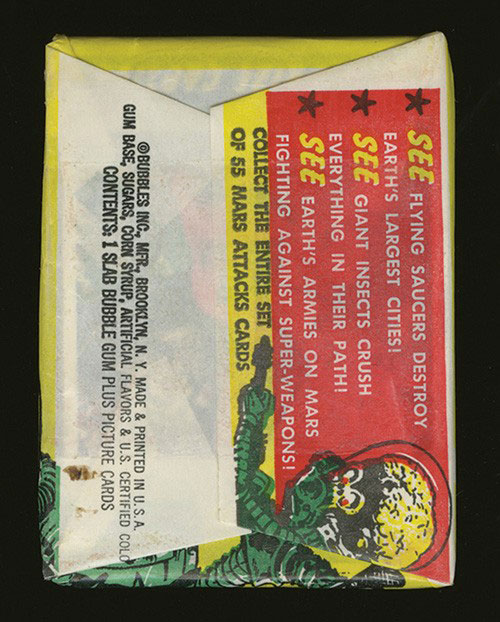 ★ SEE FLYING SAUCERS DESTROY
EARTH'S LARGEST CITIES!
★ SEE GIANT INSECTS CRUSH
EVERYTHING IN THEIR PATH!
★ SEE EARTH'S ARMIES ON MARS
FIGHTING AGAINST SUPER-WEAPONS!
COLLECT THE ENTIRE SET
OF 55 MARS ATTACKS CARDS
©BUBBLES INC., MFR., BROOKLYN, N. Y. MADE & PRINTED IN U.S.A.
GUM BASE, SUGARS, CORN SYRUP, ARTIFICIAL FLAVORS & U.S. CERTIFIED COLO
CONTENTS: 1 SLAB BUBBLE GUM PLUS PICTURE CARDS